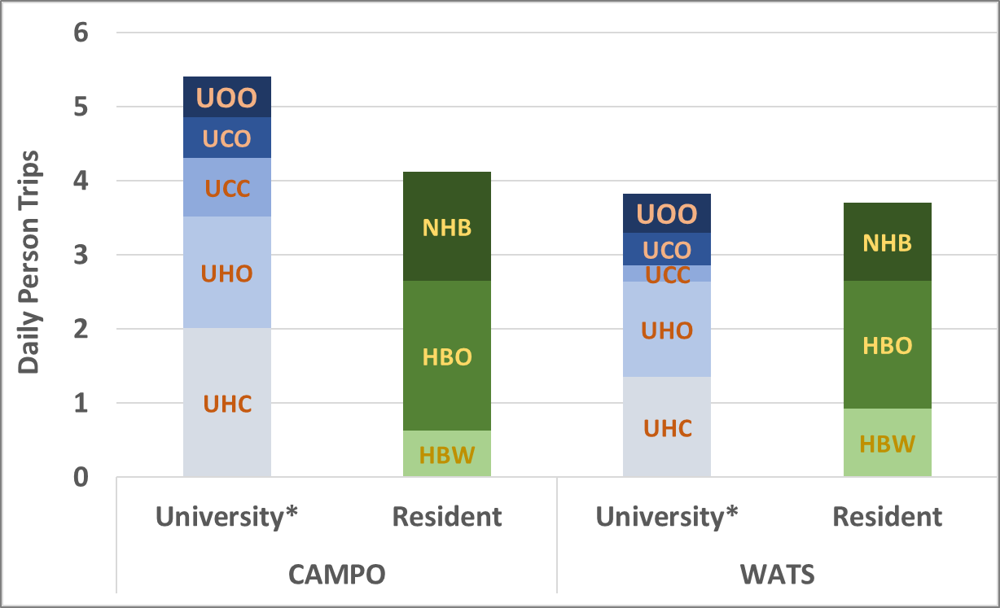 Daily Person Trips
6
5
4
3
2
1
0
UOO
UCO
UCC
UHO
UHC
NHB
HBO
HBW
UOO
UCO
UCC
UHO
UHC
NHB
HBO
HBW
University* Resident University* Resident
CAMPO WATS